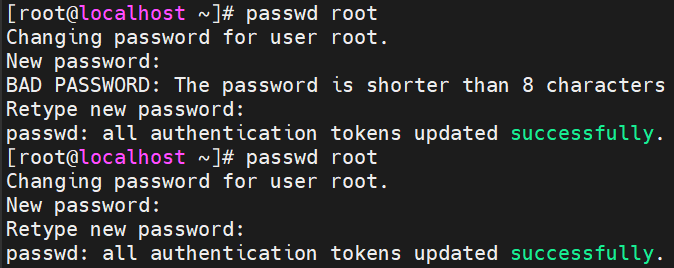 [root@localhost ~]# passwd root
Changing password for user root.
New password:
BAD PASSWORD: The password is shorter than 8 characters
Retype new password:
passwd: all authentication tokens updated successfully.
[root@localhost ~]# passwd root
Changing password for user root.
New password:
Retype new password:
passwd: all authentication tokens updated successfully.